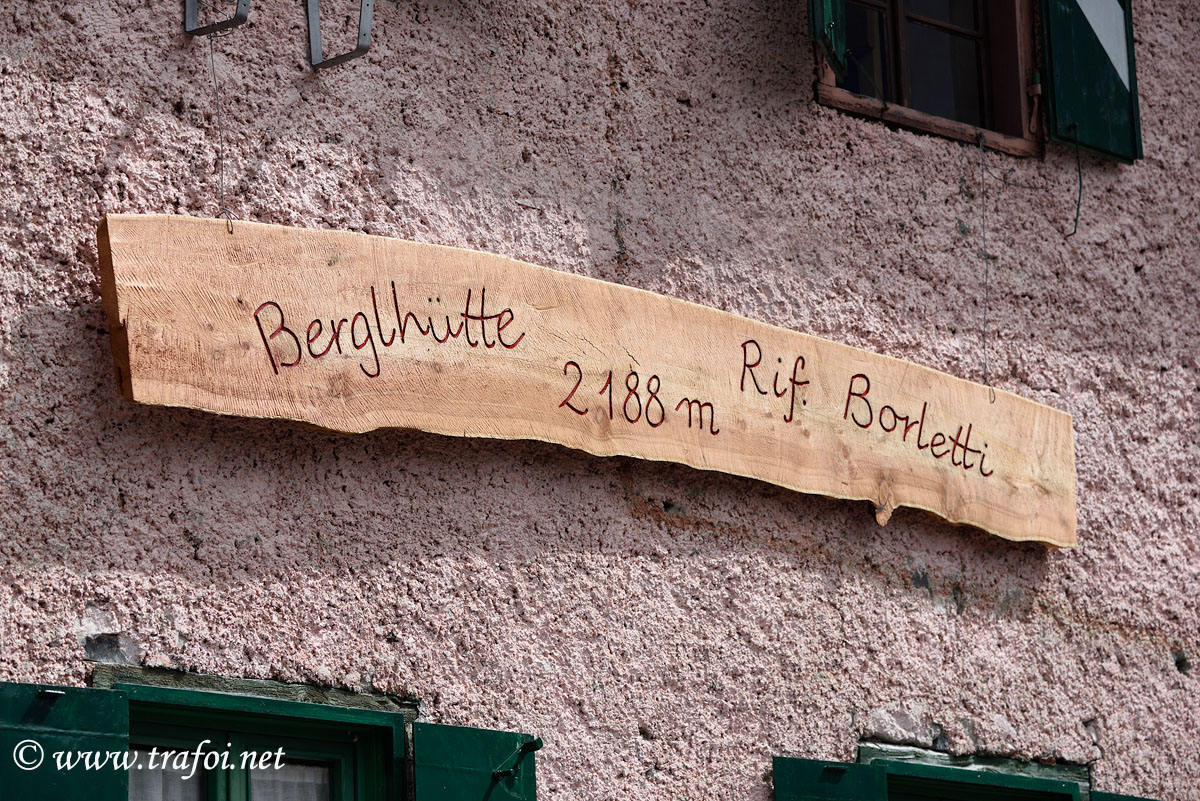 Berglhütte
2188 m
Rif. Borletti
© www.trafoi.net